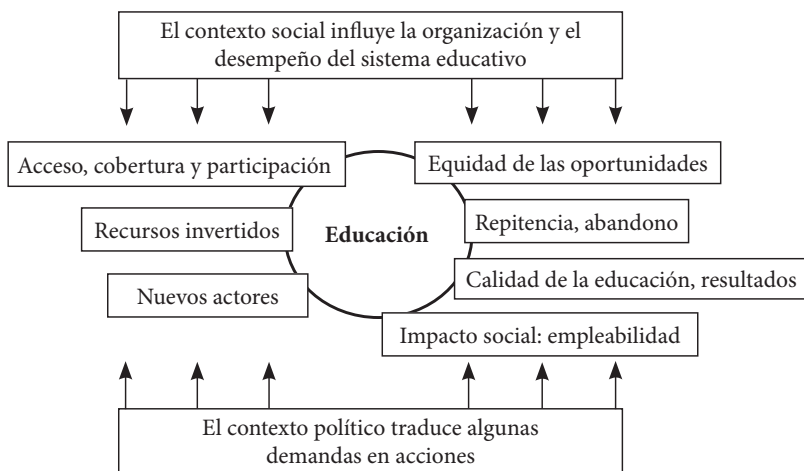 El contexto social influye la organización y el
desempeño del sistema educativo
Acceso, cobertura y participación
Equidad de las oportunidades
Recursos invertidos
Educación
Repitencia, abandono
Calidad de la educación, resultados
Nuevos actores
Impacto social: empleabilidad
El contexto político traduce algunas
demandas en acciones